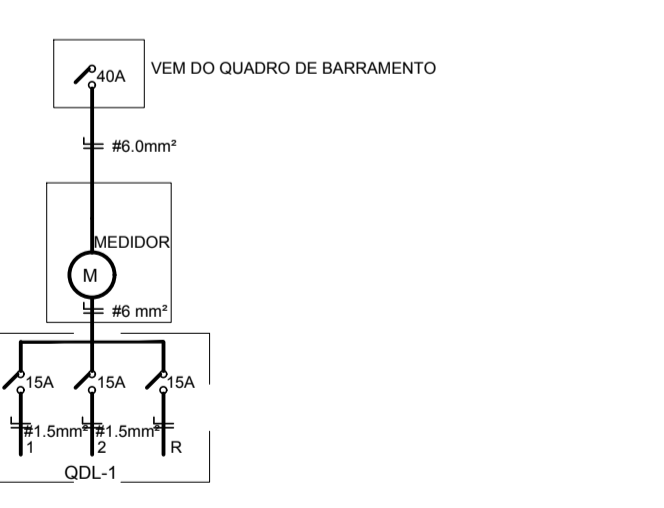 40A
VEM DO QUADRO DE BARRAMENTO
#6.0mm²
MEDIDOR
M
#6 mm²
15A 15A 15A
#1.5mm² #1.5mm²
1 2 R
QDL-1